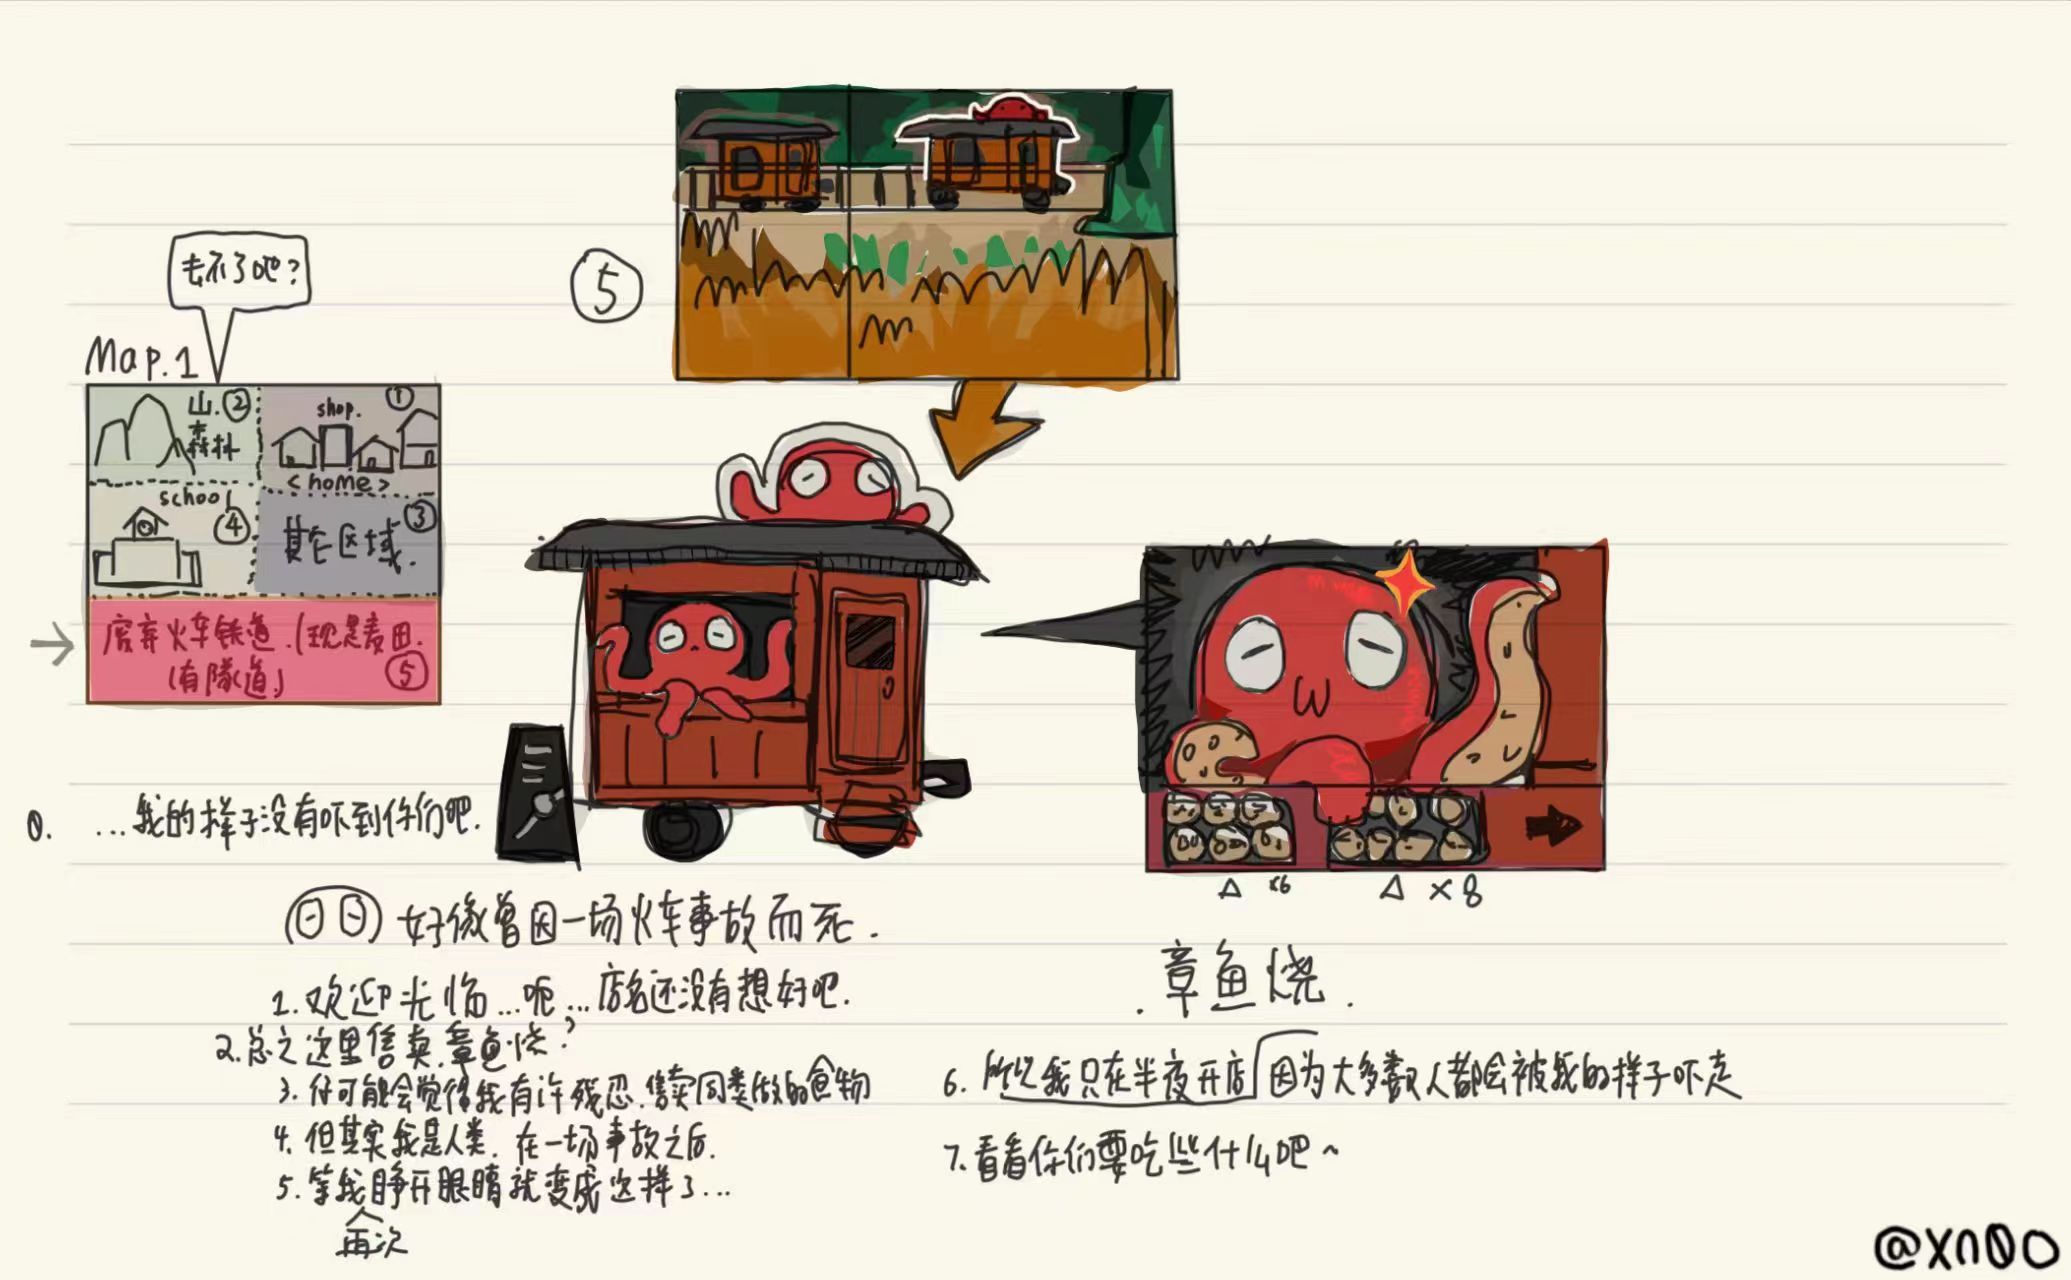 ⑤
去不了吧?
Map.1
山.②
森林
shop. ①
<home>
school ④
其它区域. ③
废弃火车铁道.(现是麦田.
(有隧道) ⑤
0. ...我的样子没有吓到你们吧.
好像曾因一场火车事故而死.
1.欢迎光临...呃...店名还没有想好吧.
2.总之这里售卖.章鱼烧?
3.你可能会觉得我有许残忍.售卖同类做的食物
4.但其实我是人类.在一场事故之后.
5.等我睁开眼睛就变成这样了...
再次
△ x6 △ x8
.章鱼烧.
6.所以我只在半夜开店 因为大多数人都会被我的样子吓走
7.看看你们要吃些什么吧~
@xn00